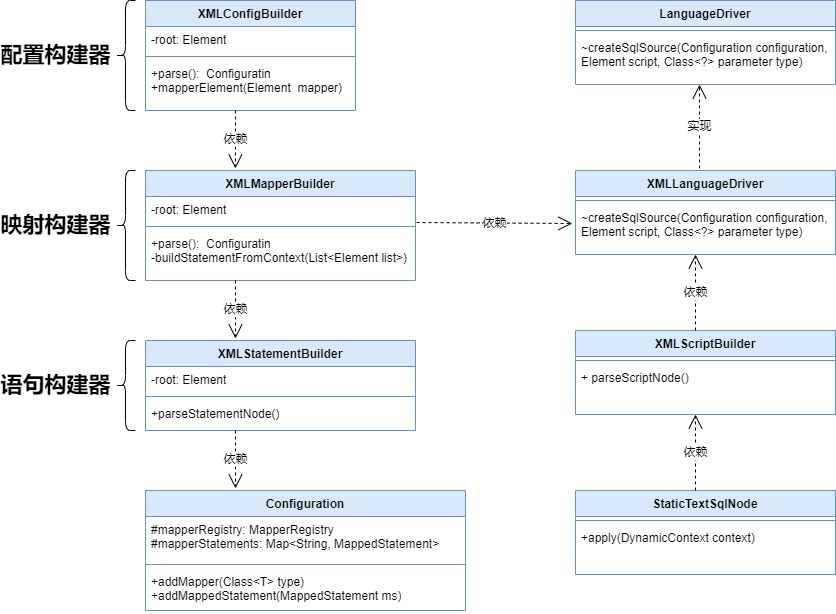 配置构建器
XMLConfigBuilder
-root: Element
+parse():  Configuratin
+mapperElement(Element  mapper)
依赖
映射构建器
XMLMapperBuilder
-root: Element
+parse():  Configuratin
-buildStatementFromContext(List<Element list>)
依赖
依赖
语句构建器
XMLStatementBuilder
-root: Element
+parseStatementNode()
依赖
Configuration
#mapperRegistry: MapperRegistry
#mapperStatements: Map<String, MappedStatement>
+addMapper(Class<T> type)
+addMappedStatement(MappedStatement ms)
LanguageDriver
~createSqlSource(Configuration configuration,
Element script, Class<?> parameter type)
实现
XMLLanguageDriver
~createSqlSource(Configuration configuration,
Element script, Class<?> parameter type)
依赖
XMLScriptBuilder
+ parseScriptNode()
依赖
StaticTextSqlNode
+apply(DynamicContext context)